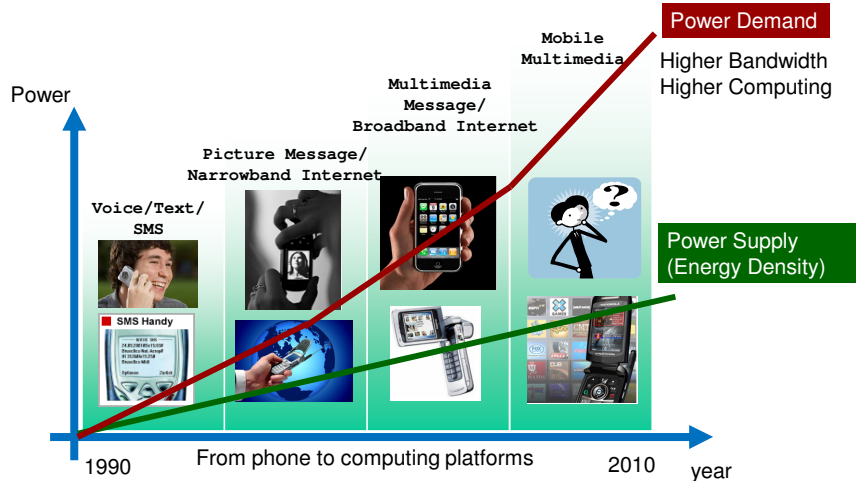 Power Demand
Higher Bandwidth
Higher Computing
Mobile
Multimedia
Multimedia
Message/
Broadband Internet
Power
Picture Message/
Narrowband Internet
Voice/Text/
SMS
?
Power Supply
(Energy Density)
SMS Handy
1990
From phone to computing platforms
2010
year